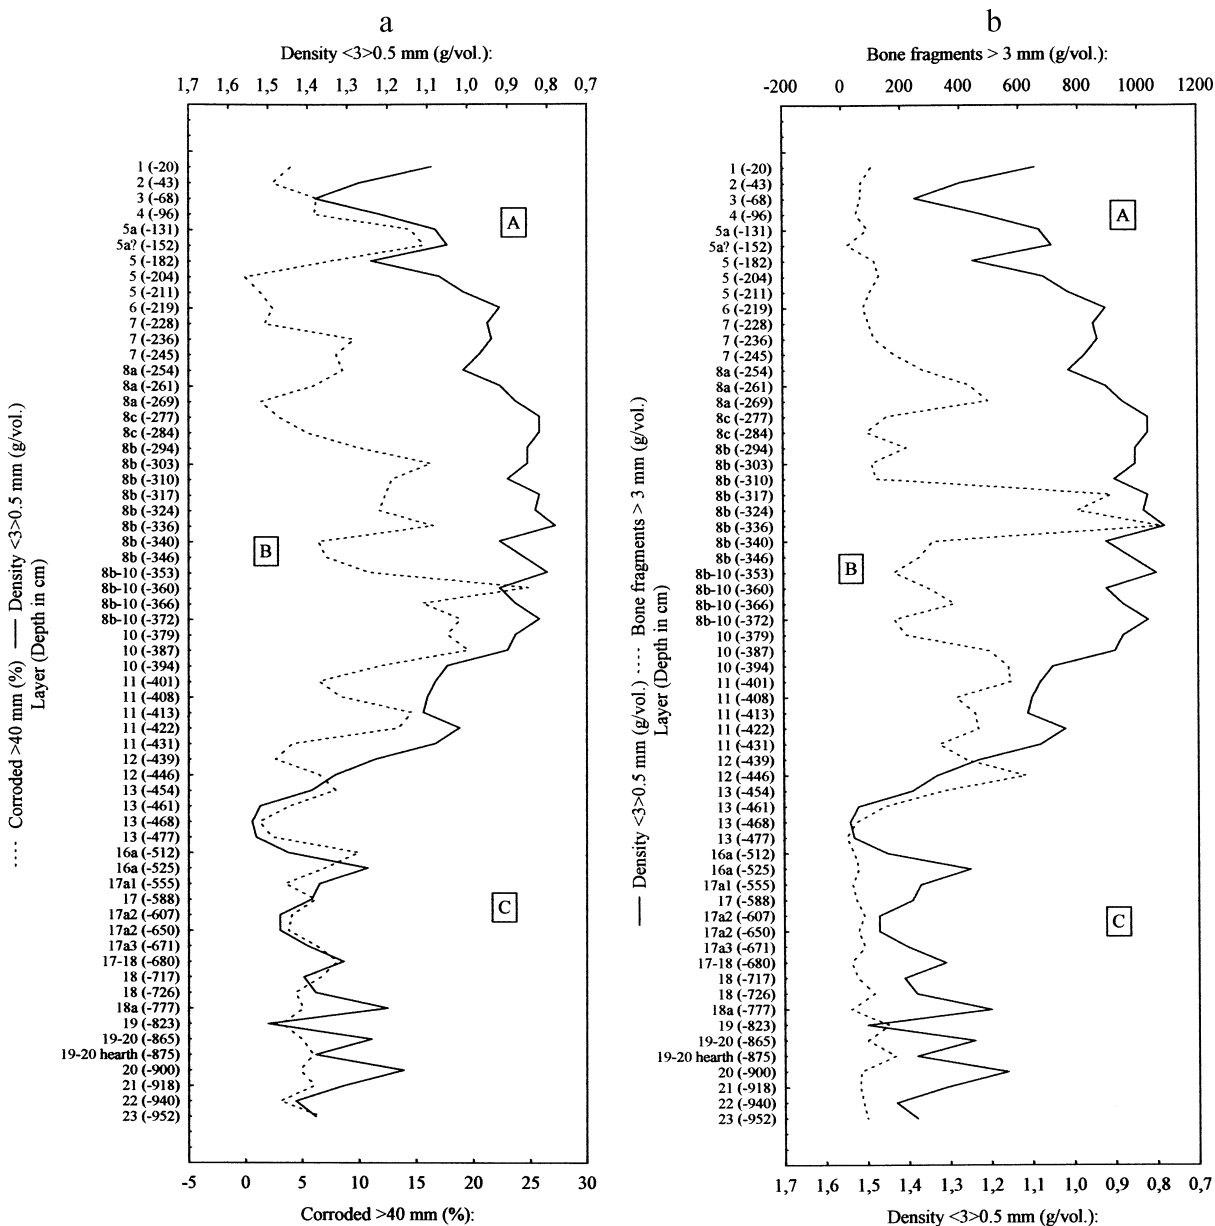 a
Density <3>0.5 mm (g/vol.):
1,7 1,6 1,5 1,4 1,3 1,2 1,1 1,0 0,9 0,8 0,7
1 (-20)
2 (-43)
3 (-68)
4 (-96)
5a (-131)
5a? (-152)
5 (-182)
5 (-204)
5 (-211)
6 (-219)
7 (-228)
7 (-236)
7 (-245)
8a (-254)
8a (-261)
8a (-269)
8c (-277)
8c (-284)
8b (-294)
8b (-303)
8b (-310)
8b (-317)
8b (-324)
8b (-336)
8b (-340)
8b (-346)
8b-10 (-353)
8b-10 (-360)
8b-10 (-366)
8b-10 (-372)
10 (-379)
10 (-387)
10 (-394)
11 (-401)
11 (-408)
11 (-413)
11 (-422)
11 (-431)
12 (-439)
12 (-446)
13 (-454)
13 (-461)
13 (-468)
13 (-477)
16a (-512)
16a (-525)
17a1 (-555)
17 (-588)
17a2 (-607)
17a2 (-650)
17a3 (-671)
17-18 (-680)
18 (-717)
18 (-726)
18a (-777)
19 (-823)
19-20 (-865)
19-20 hearth (-875)
20 (-900)
21 (-918)
22 (-940)
23 (-952)
A
B
C
Corroded >40 mm (%) Density <3>0.5 mm (g/vol.)
Layer (Depth in cm)
-5 0 5 10 15 20 25 30
Corroded >40 mm (%):
b
Bone fragments > 3 mm (g/vol.):
-200 0 200 400 600 800 1000 1200
1 (-20)
2 (-43)
3 (-68)
4 (-96)
5a (-131)
5a? (-152)
5 (-182)
5 (-204)
5 (-211)
6 (-219)
7 (-228)
7 (-236)
7 (-245)
8a (-254)
8a (-261)
8a (-269)
8c (-277)
8c (-284)
8b (-294)
8b (-303)
8b (-310)
8b (-317)
8b (-324)
8b (-336)
8b (-340)
8b (-346)
8b-10 (-353)
8b-10 (-360)
8b-10 (-366)
8b-10 (-372)
10 (-379)
10 (-387)
10 (-394)
11 (-401)
11 (-408)
11 (-413)
11 (-422)
11 (-431)
12 (-439)
12 (-446)
13 (-454)
13 (-461)
13 (-468)
13 (-477)
16a (-512)
16a (-525)
17a1 (-555)
17 (-588)
17a2 (-607)
17a2 (-650)
17a3 (-671)
17-18 (-680)
18 (-717)
18 (-726)
18a (-777)
19 (-823)
19-20 (-865)
19-20 hearth (-875)
20 (-900)
21 (-918)
22 (-940)
23 (-952)
A
B
C
Density <3>0.5 mm (g/vol.) Bone fragments > 3 mm (g/vol.)
Layer (Depth in cm)
1,7 1,6 1,5 1,4 1,3 1,2 1,1 1,0 0,9 0,8 0,7
Density <3>0.5 mm (g/vol.):